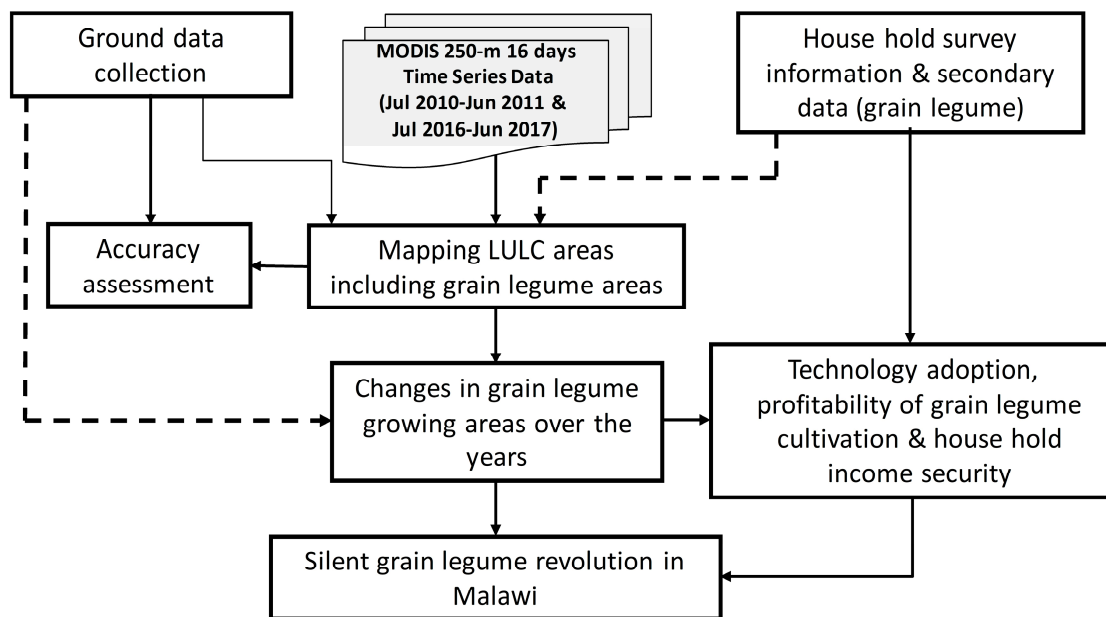 Ground data
collection
MODIS 250-m 16 days
Time Series Data
(Jul 2010-Jun 2011 &
Jul 2016-Jun 2017)
House hold survey
information & secondary
data (grain legume)
Accuracy
assessment
Mapping LULC areas
including grain legume areas
Changes in grain legume
growing areas over the
years
Technology adoption,
profitability of grain legume
cultivation & house hold
income security
Silent grain legume revolution in
Malawi